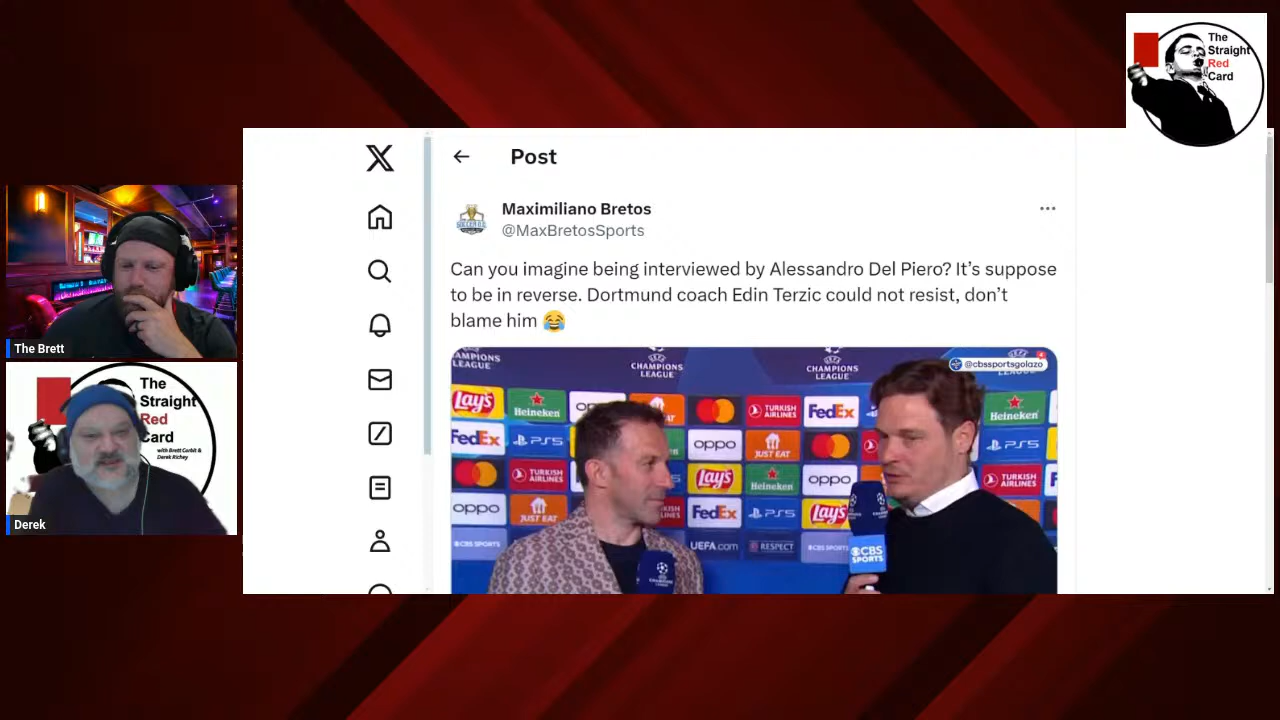 The
Straight
Red
Card
Post
Maximiliano Bretos
@MaxBretosSports
Can you imagine being interviewed by Alessandro Del Piero? It’s suppose
to be in reverse. Dortmund coach Edin Terzic could not resist, don’t
blame him 😂
The Brett
The
Straight
Red
Card
with Brett Corbit &
Derek Richey
Derek
CHAMPIONS
LEAGUE
UEFA
CHAMPIONS
LEAGUE
CHAMPIONS
LEAGUE
@cbssportsgolazo
Lay's
Heineken
oppo
FedEx
Heineken
FedEx
PS5
oppo
JUST EAT
PS5
TURKISH
AIRLINES
Lay's
Heineken
oppo
TURKISH
AIRLINES
oppo
JUST EAT
FedEx
PS5
Lay's
CBS SPORTS
UEFA.com
RESPECT
CBS SPORTS
CBS
SPORTS